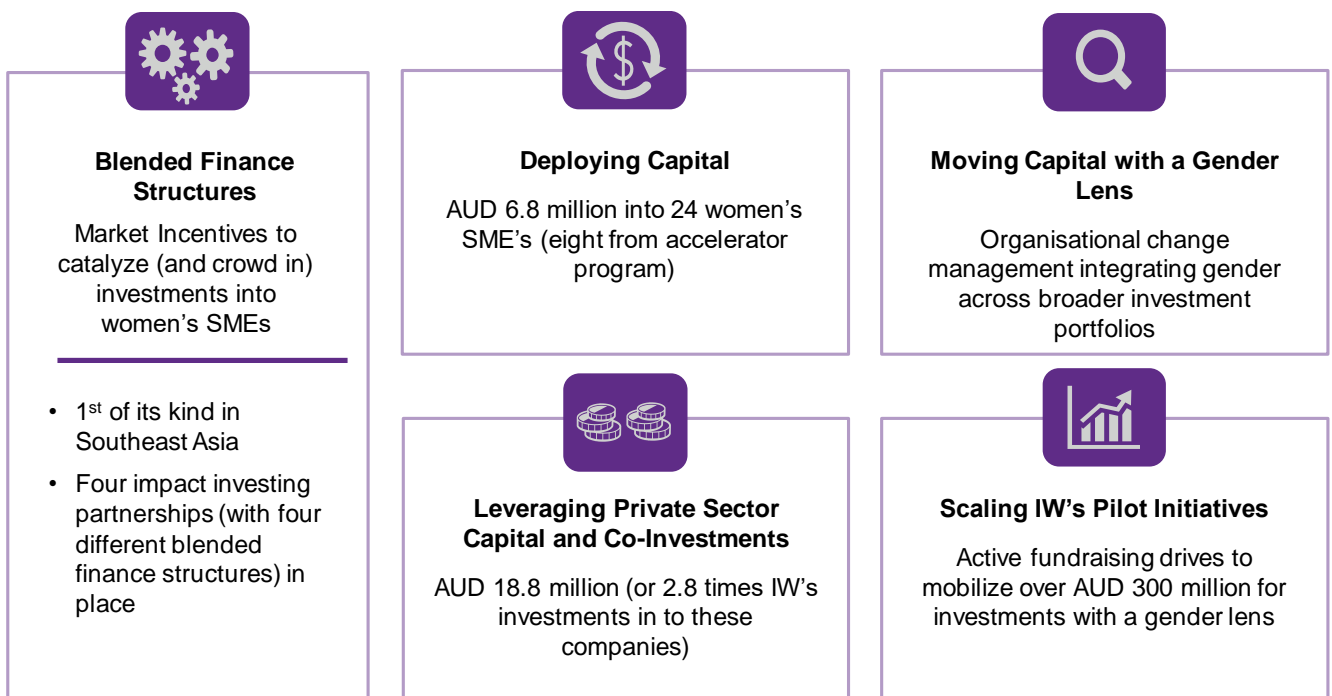 Blended Finance
Structures
Market Incentives to
catalyze (and crowd in)
investments into
women’s SMEs
• 1st of its kind in
Southeast Asia
• Four impact investing
partnerships (with four
different blended
finance structures) in
place
Deploying Capital
AUD 6.8 million into 24 women’s
SME’s (eight from accelerator
program)
Moving Capital with a Gender
Lens
Organisational change
management integrating gender
across broader investment
portfolios
Leveraging Private Sector
Capital and Co-Investments
AUD 18.8 million (or 2.8 times IW’s
investments in to these
companies)
Scaling IW’s Pilot Initiatives
Active fundraising drives to
mobilize over AUD 300 million for
investments with a gender lens